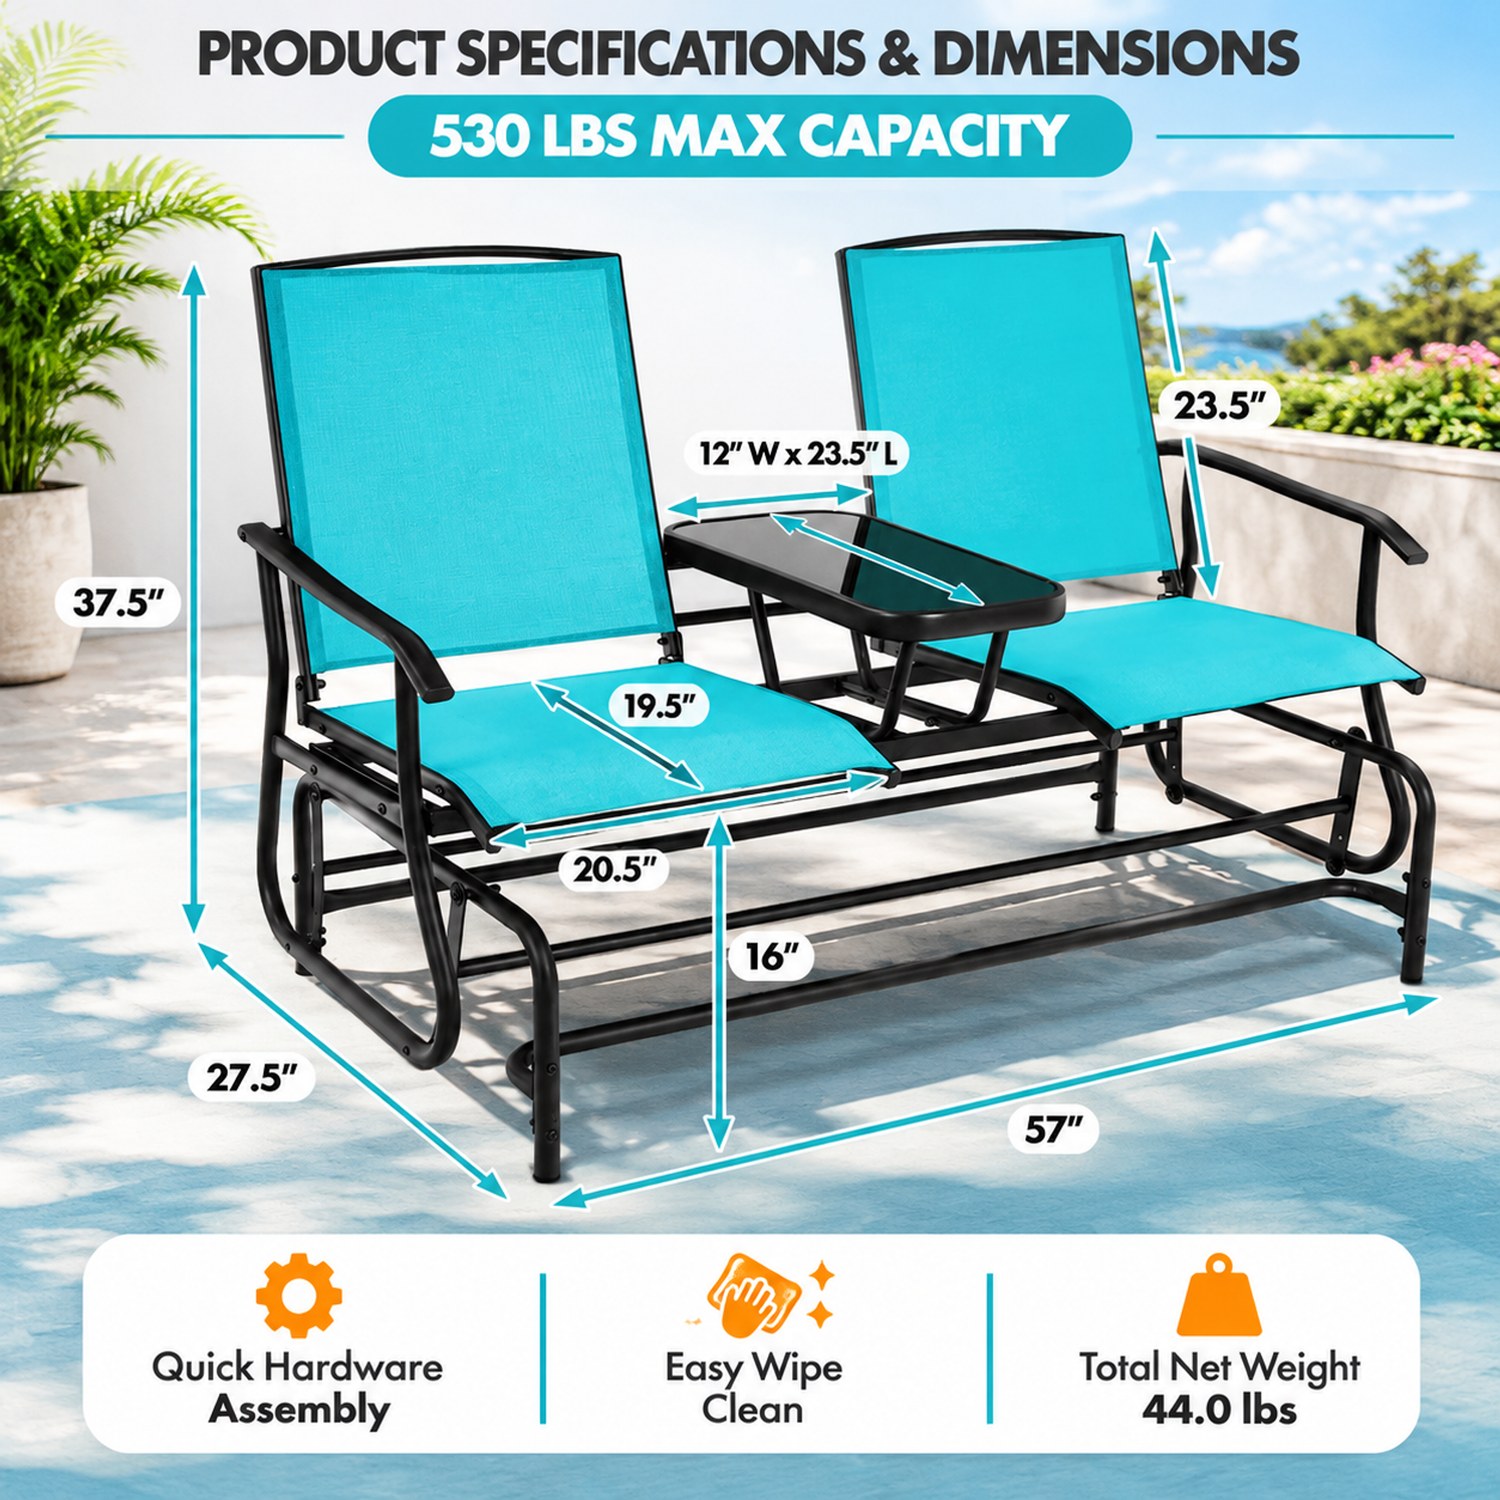 PRODUCT SPECIFICATIONS & DIMENSIONS
530 LBS MAX CAPACITY
23.5"
12" W x 23.5" L
37.5"
19.5"
20.5"
16"
27.5"
57"
Quick Hardware
Assembly
Easy Wipe
Clean
Total Net Weight
44.0 lbs